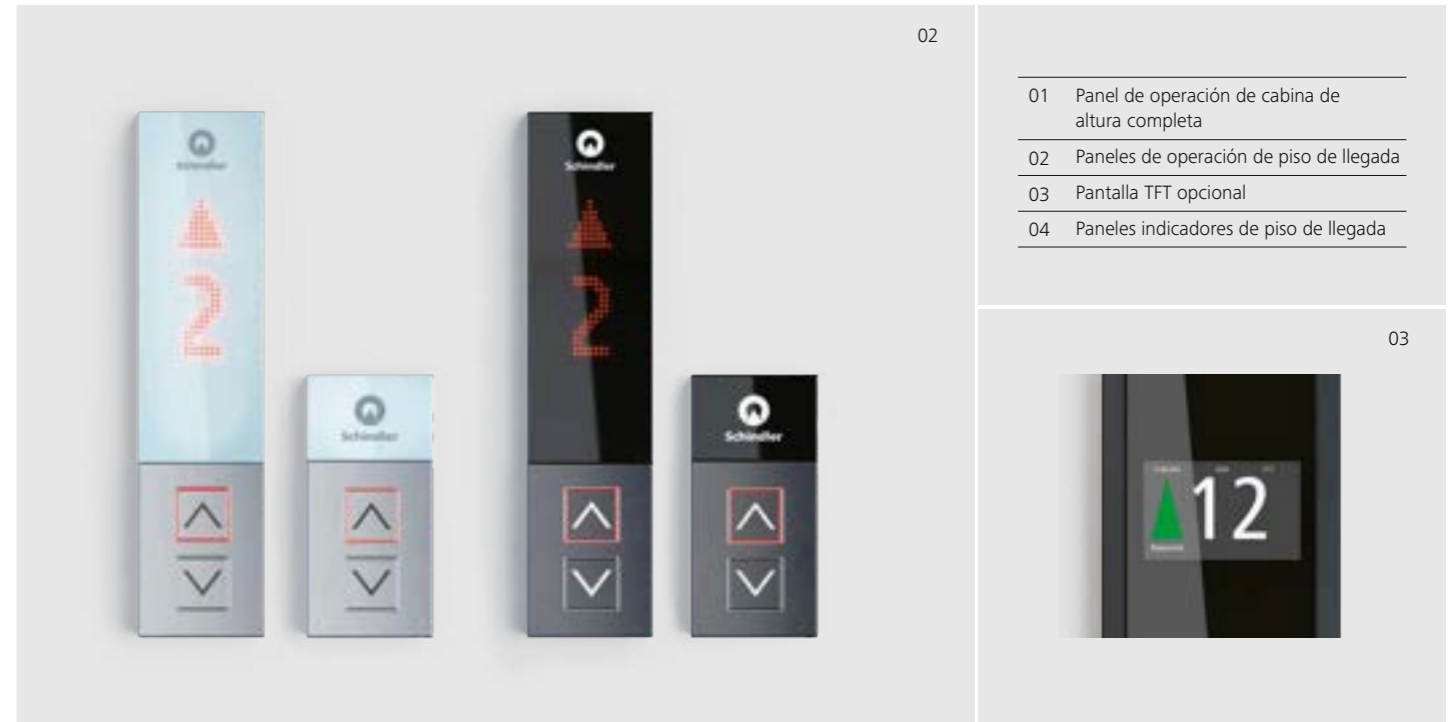 02
Schindler
2
Schindler
Schindler
2
Schindler
01 Panel de operación de cabina de
altura completa
02 Paneles de operación de piso de llegada
03 Pantalla TFT opcional
04 Paneles indicadores de piso de llegada
03
12